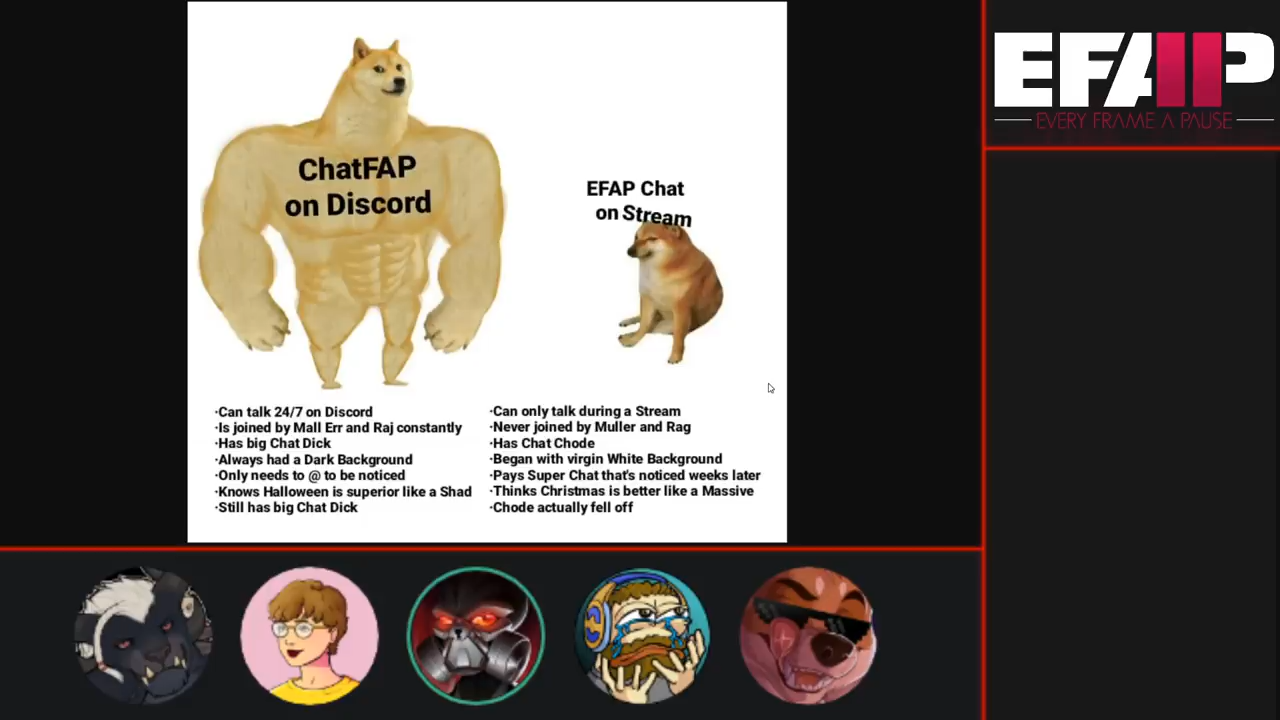 ChatFAP
on Discord
EFAP Chat
on Stream
·Can talk 24/7 on Discord
·Is joined by Mall Err and Raj constantly
·Has big Chat Dick
·Always had a Dark Background
·Only needs to @ to be noticed
·Knows Halloween is superior like a Shad
·Still has big Chat Dick
·Can only talk during a Stream
·Never joined by Muller and Rag
·Has Chat Chode
·Began with virgin White Background
·Pays Super Chat that's noticed weeks later
·Thinks Christmas is better like a Massive
·Chode actually fell off
EFAP
EVERY FRAME A PAUSE